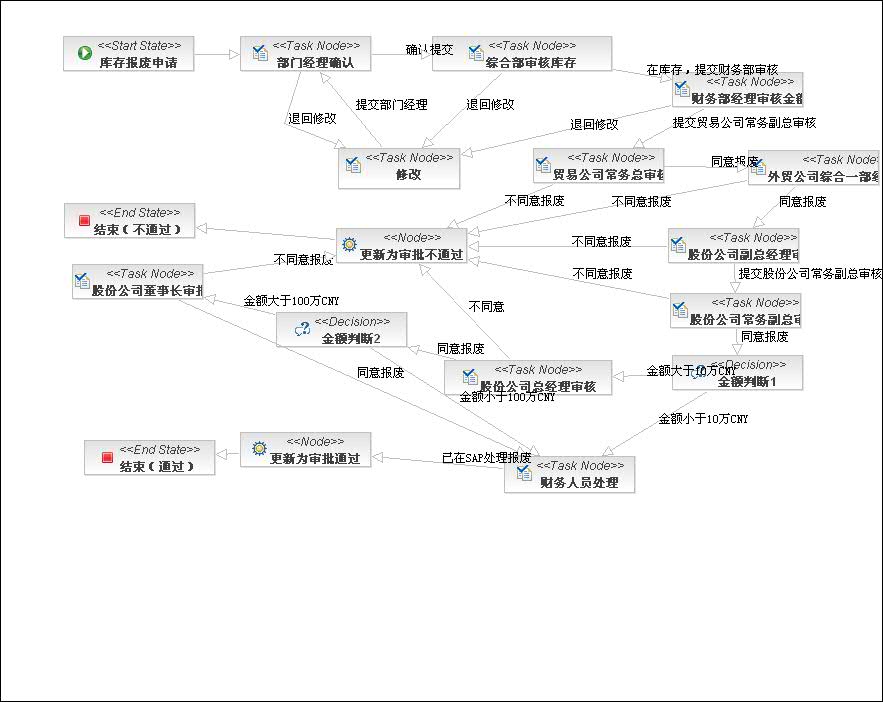 <<Start State>>
库存报废申请
<<Task Node>>
部门经理确认
确认提交
<<Task Node>>
综合部审核库存
在库存，提交财务部审核
<<Task Node>>
财务部经理审核金额
退回修改
提交部门经理
退回修改
退回修改
提交贸易公司常务副总审核
<<Task Node>>
修改
<<Task Node>>
贸易公司常务总审核
同意报废
<<Task Node>>
外贸公司综合一部经
不同意报废
不同意报废
同意报废
<<End State>>
结束（不通过）
<<Node>>
更新为审批不通过
不同意报废
<<Task Node>>
股份公司副总经理审
不同意报废
<<Task Node>>
股份公司董事长审批
不同意报废
提交股份公司常务副总审核
金额大于100万CNY
不同意
<<Task Node>>
股份公司常务副总审
<<Decision>>
金额判断2
同意报废
同意报废
同意报废
<<Task Node>>
股份公司总经理审核
金额大于10万CNY
<<Decision>>
金额判断1
金额小于100万CNY
金额小于10万CNY
<<End State>>
结束（通过）
<<Node>>
更新为审批通过
已在SAP处理报废
<<Task Node>>
财务人员处理